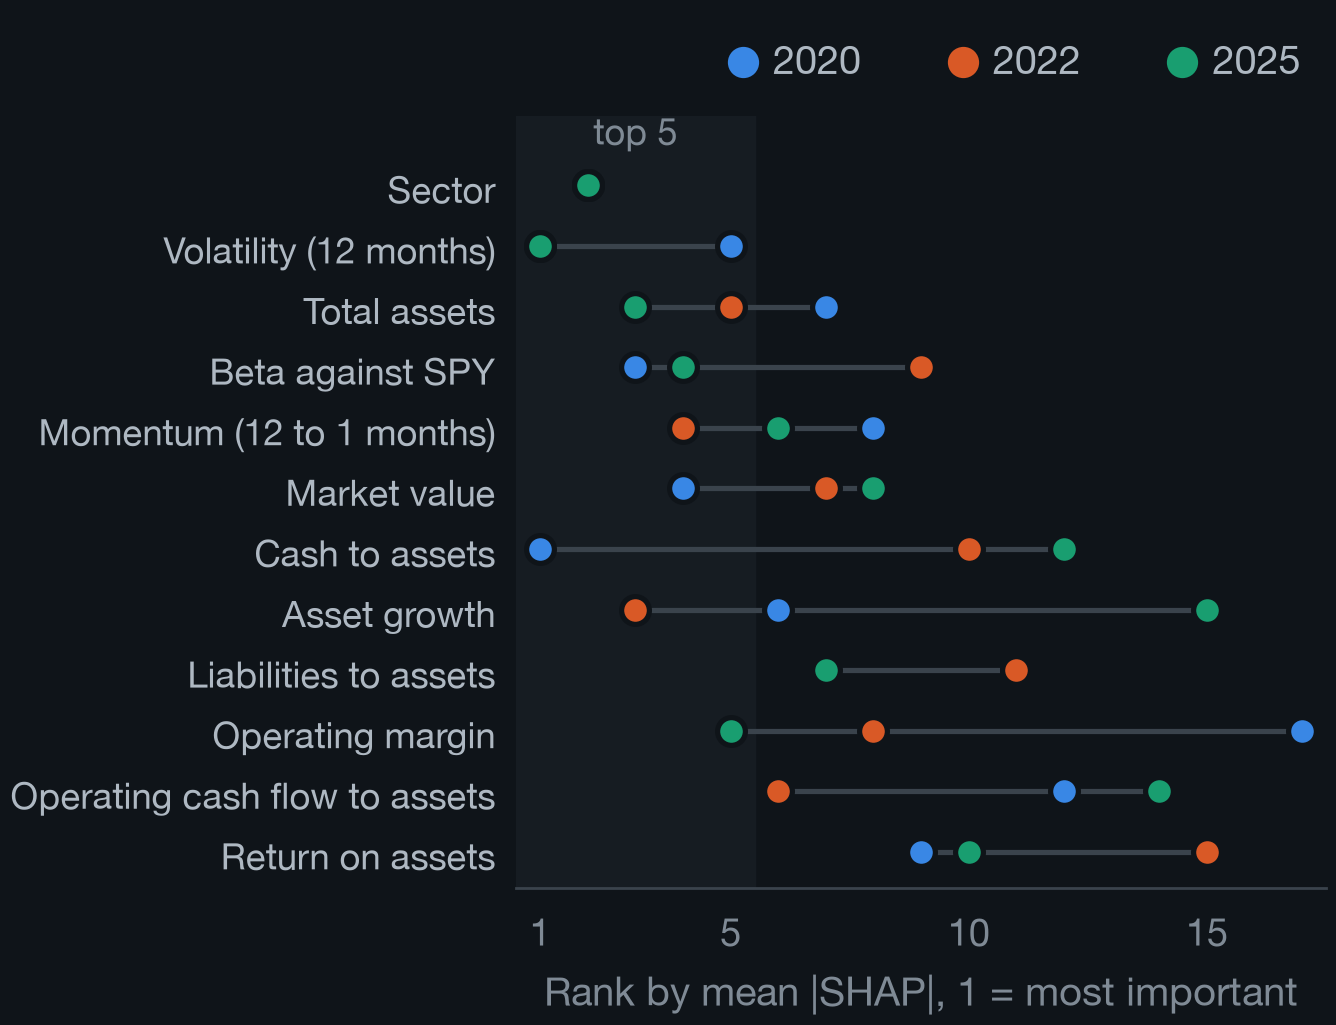 2020 2022 2025
top 5
Sector
Volatility (12 months)
Total assets
Beta against SPY
Momentum (12 to 1 months)
Market value
Cash to assets
Asset growth
Liabilities to assets
Operating margin
Operating cash flow to assets
Return on assets
1 5 10 15
Rank by mean |SHAP|, 1 = most important